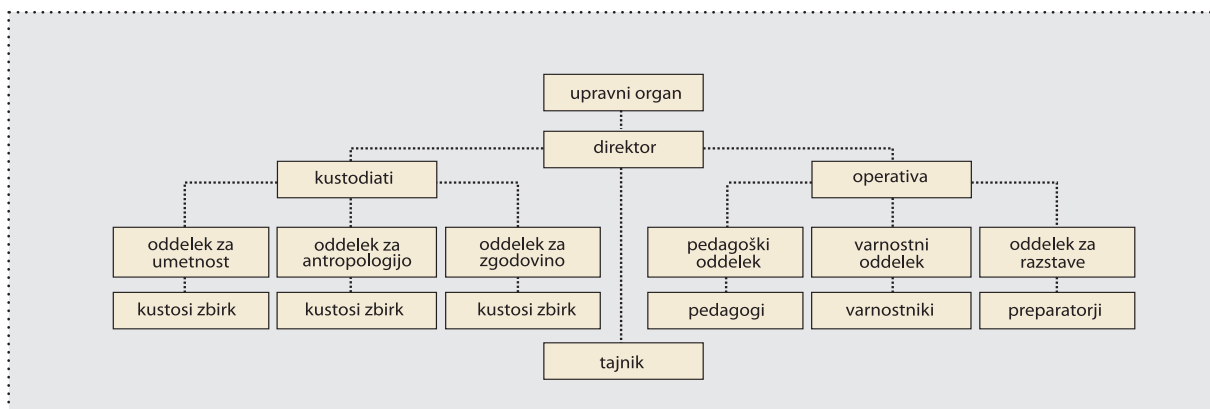 upravni organ
direktor
kustodiati
operativa
oddelek za
umetnost
oddelek za
antropologijo
oddelek za
zgodovino
pedagoški
oddelek
varnostni
oddelek
oddelek za
razstave
kustosi zbirk
kustosi zbirk
kustosi zbirk
pedagogi
varnostniki
preparatorji
tajnik